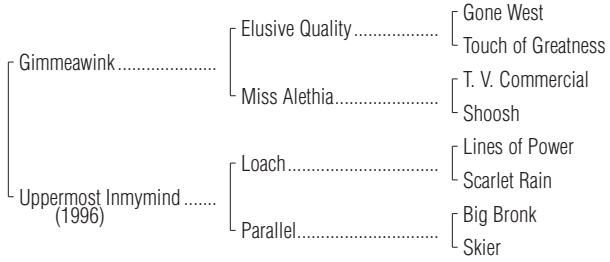 Gone West
Elusive Quality ..................
Touch of Greatness
Gimmeawink .....................
T. V. Commercial
Miss Alethia......................
Shoosh
Lines of Power
Loach................................
Scarlet Rain
Uppermost Inmymind .......
(1996)
Big Bronk
Parallel..............................
Skier